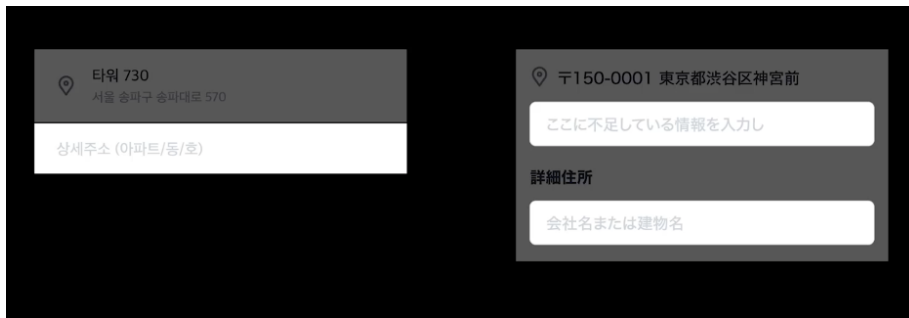 타워 730
서울 송파구 송파대로 570
상세주소 (아파트/동/호)
〒150-0001 東京都渋谷区神宮前
ここに不足している情報を入力し
詳細住所
会社名または建物名